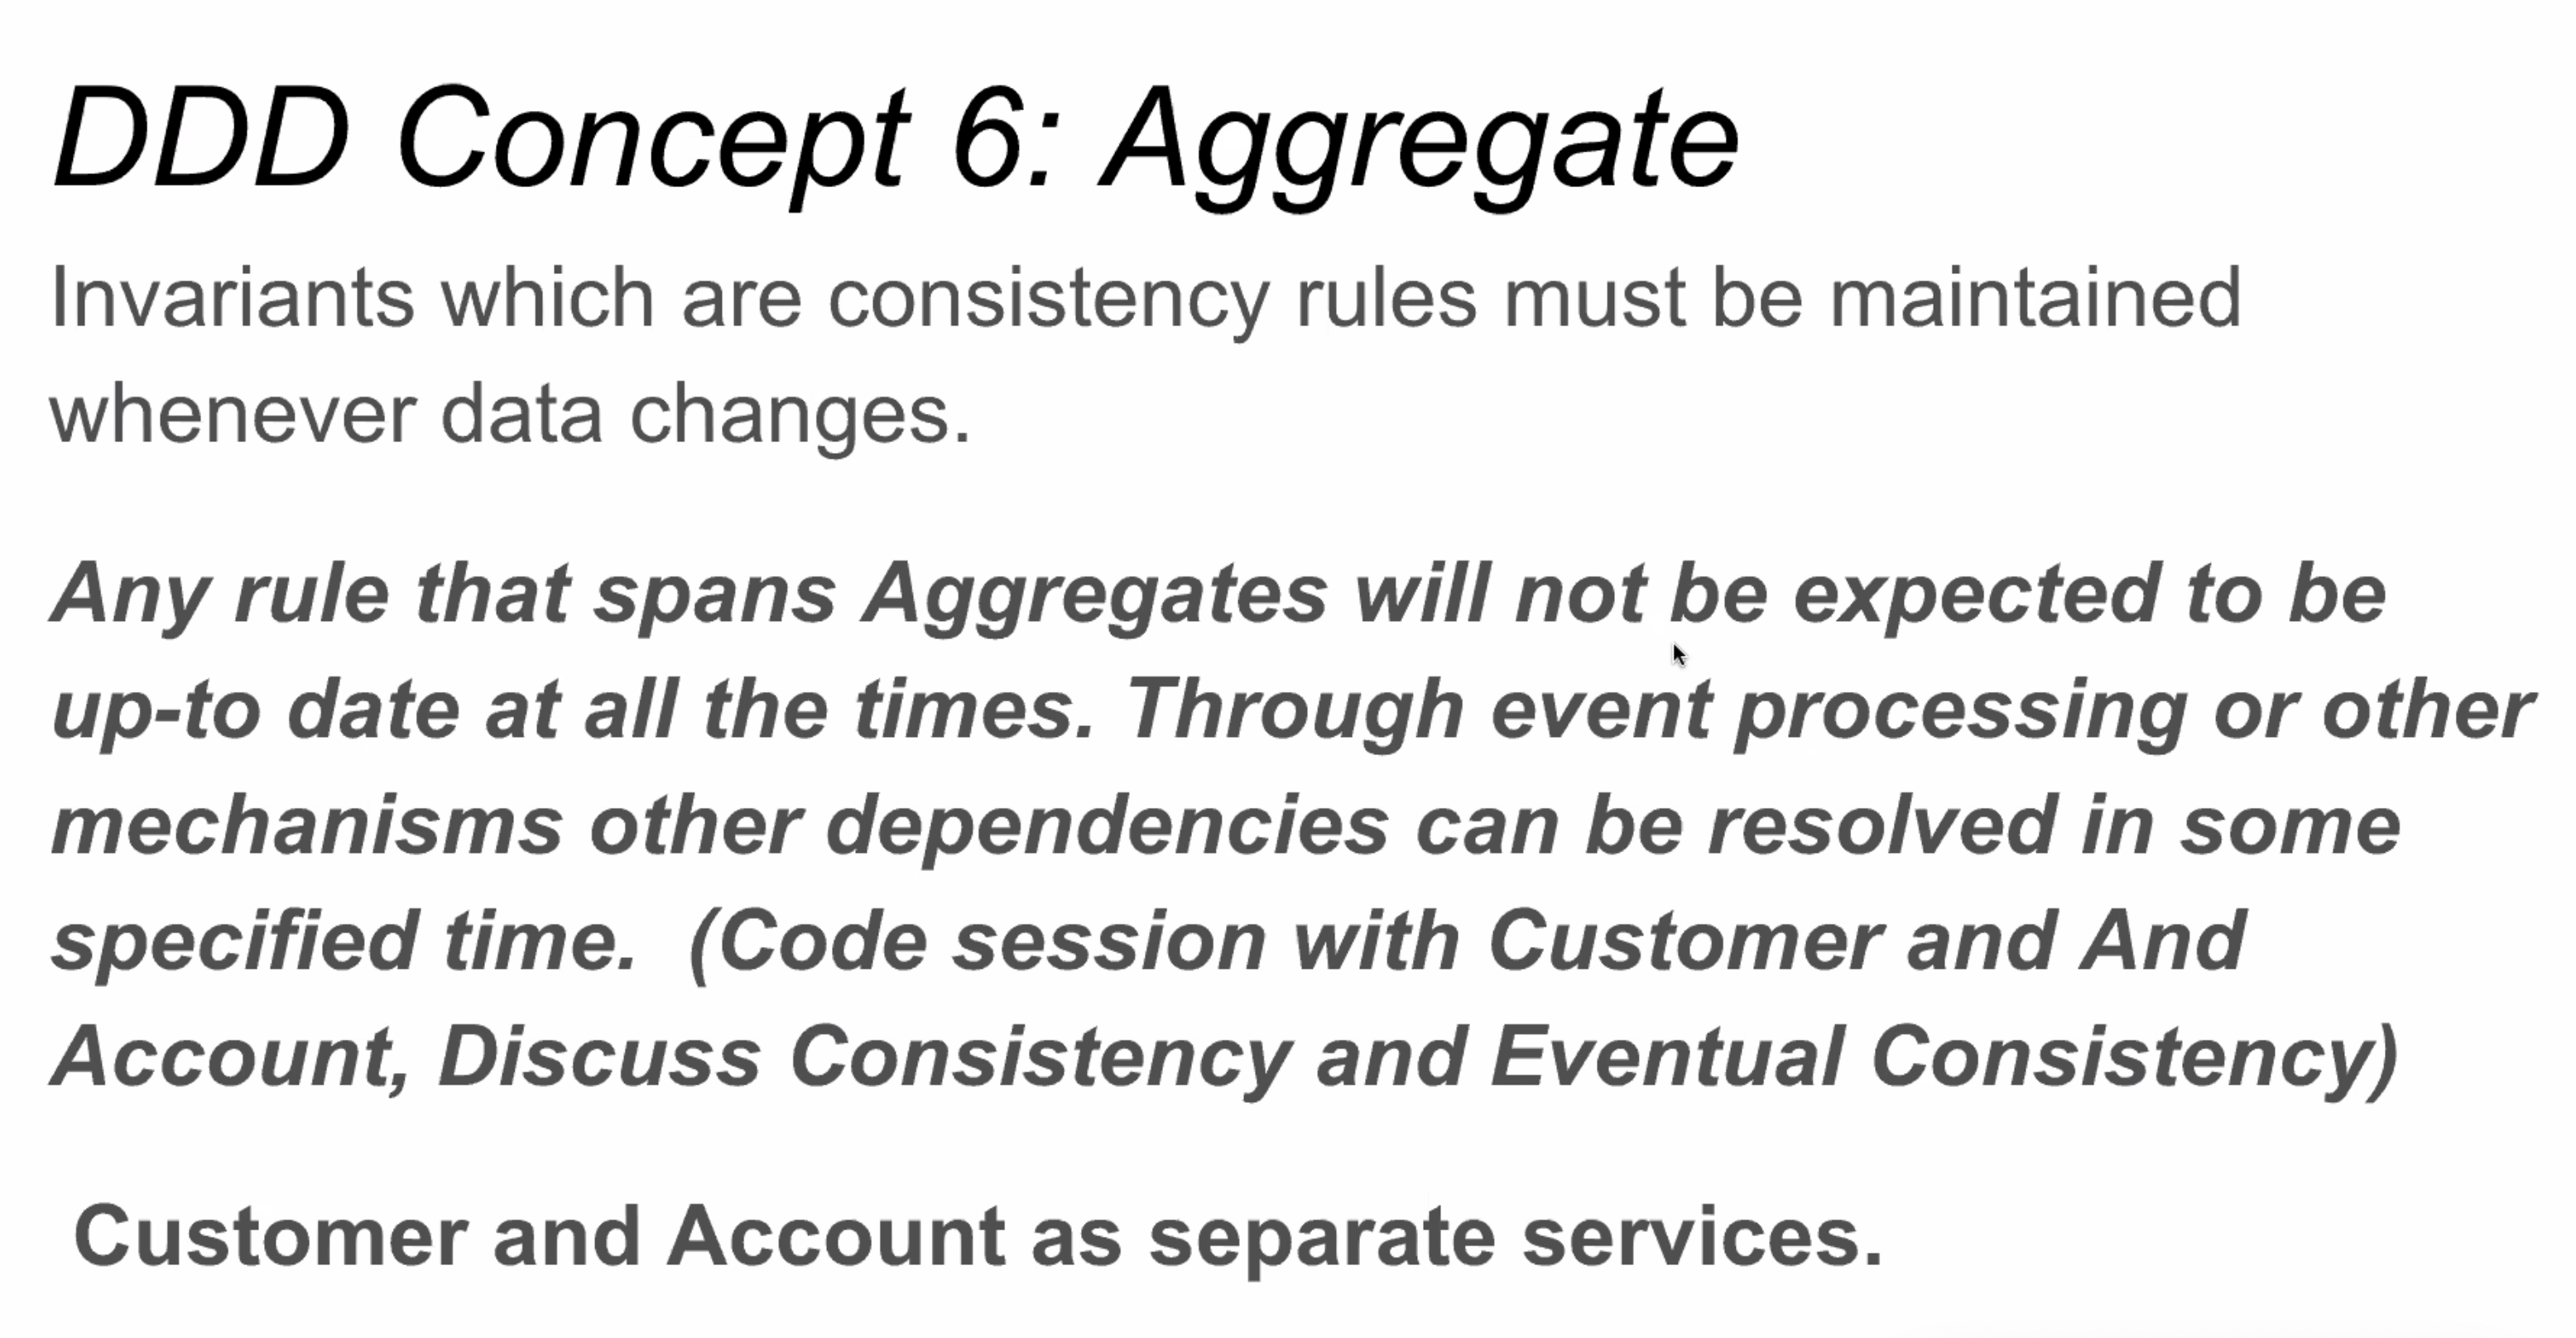 DDD Concept 6: Aggregate
Invariants which are consistency rules must be maintained
whenever data changes.
Any rule that spans Aggregates will not be expected to be
up-to date at all the times. Through event processing or other
mechanisms other dependencies can be resolved in some
specified time.  (Code session with Customer and And
Account, Discuss Consistency and Eventual Consistency)
Customer and Account as separate services.